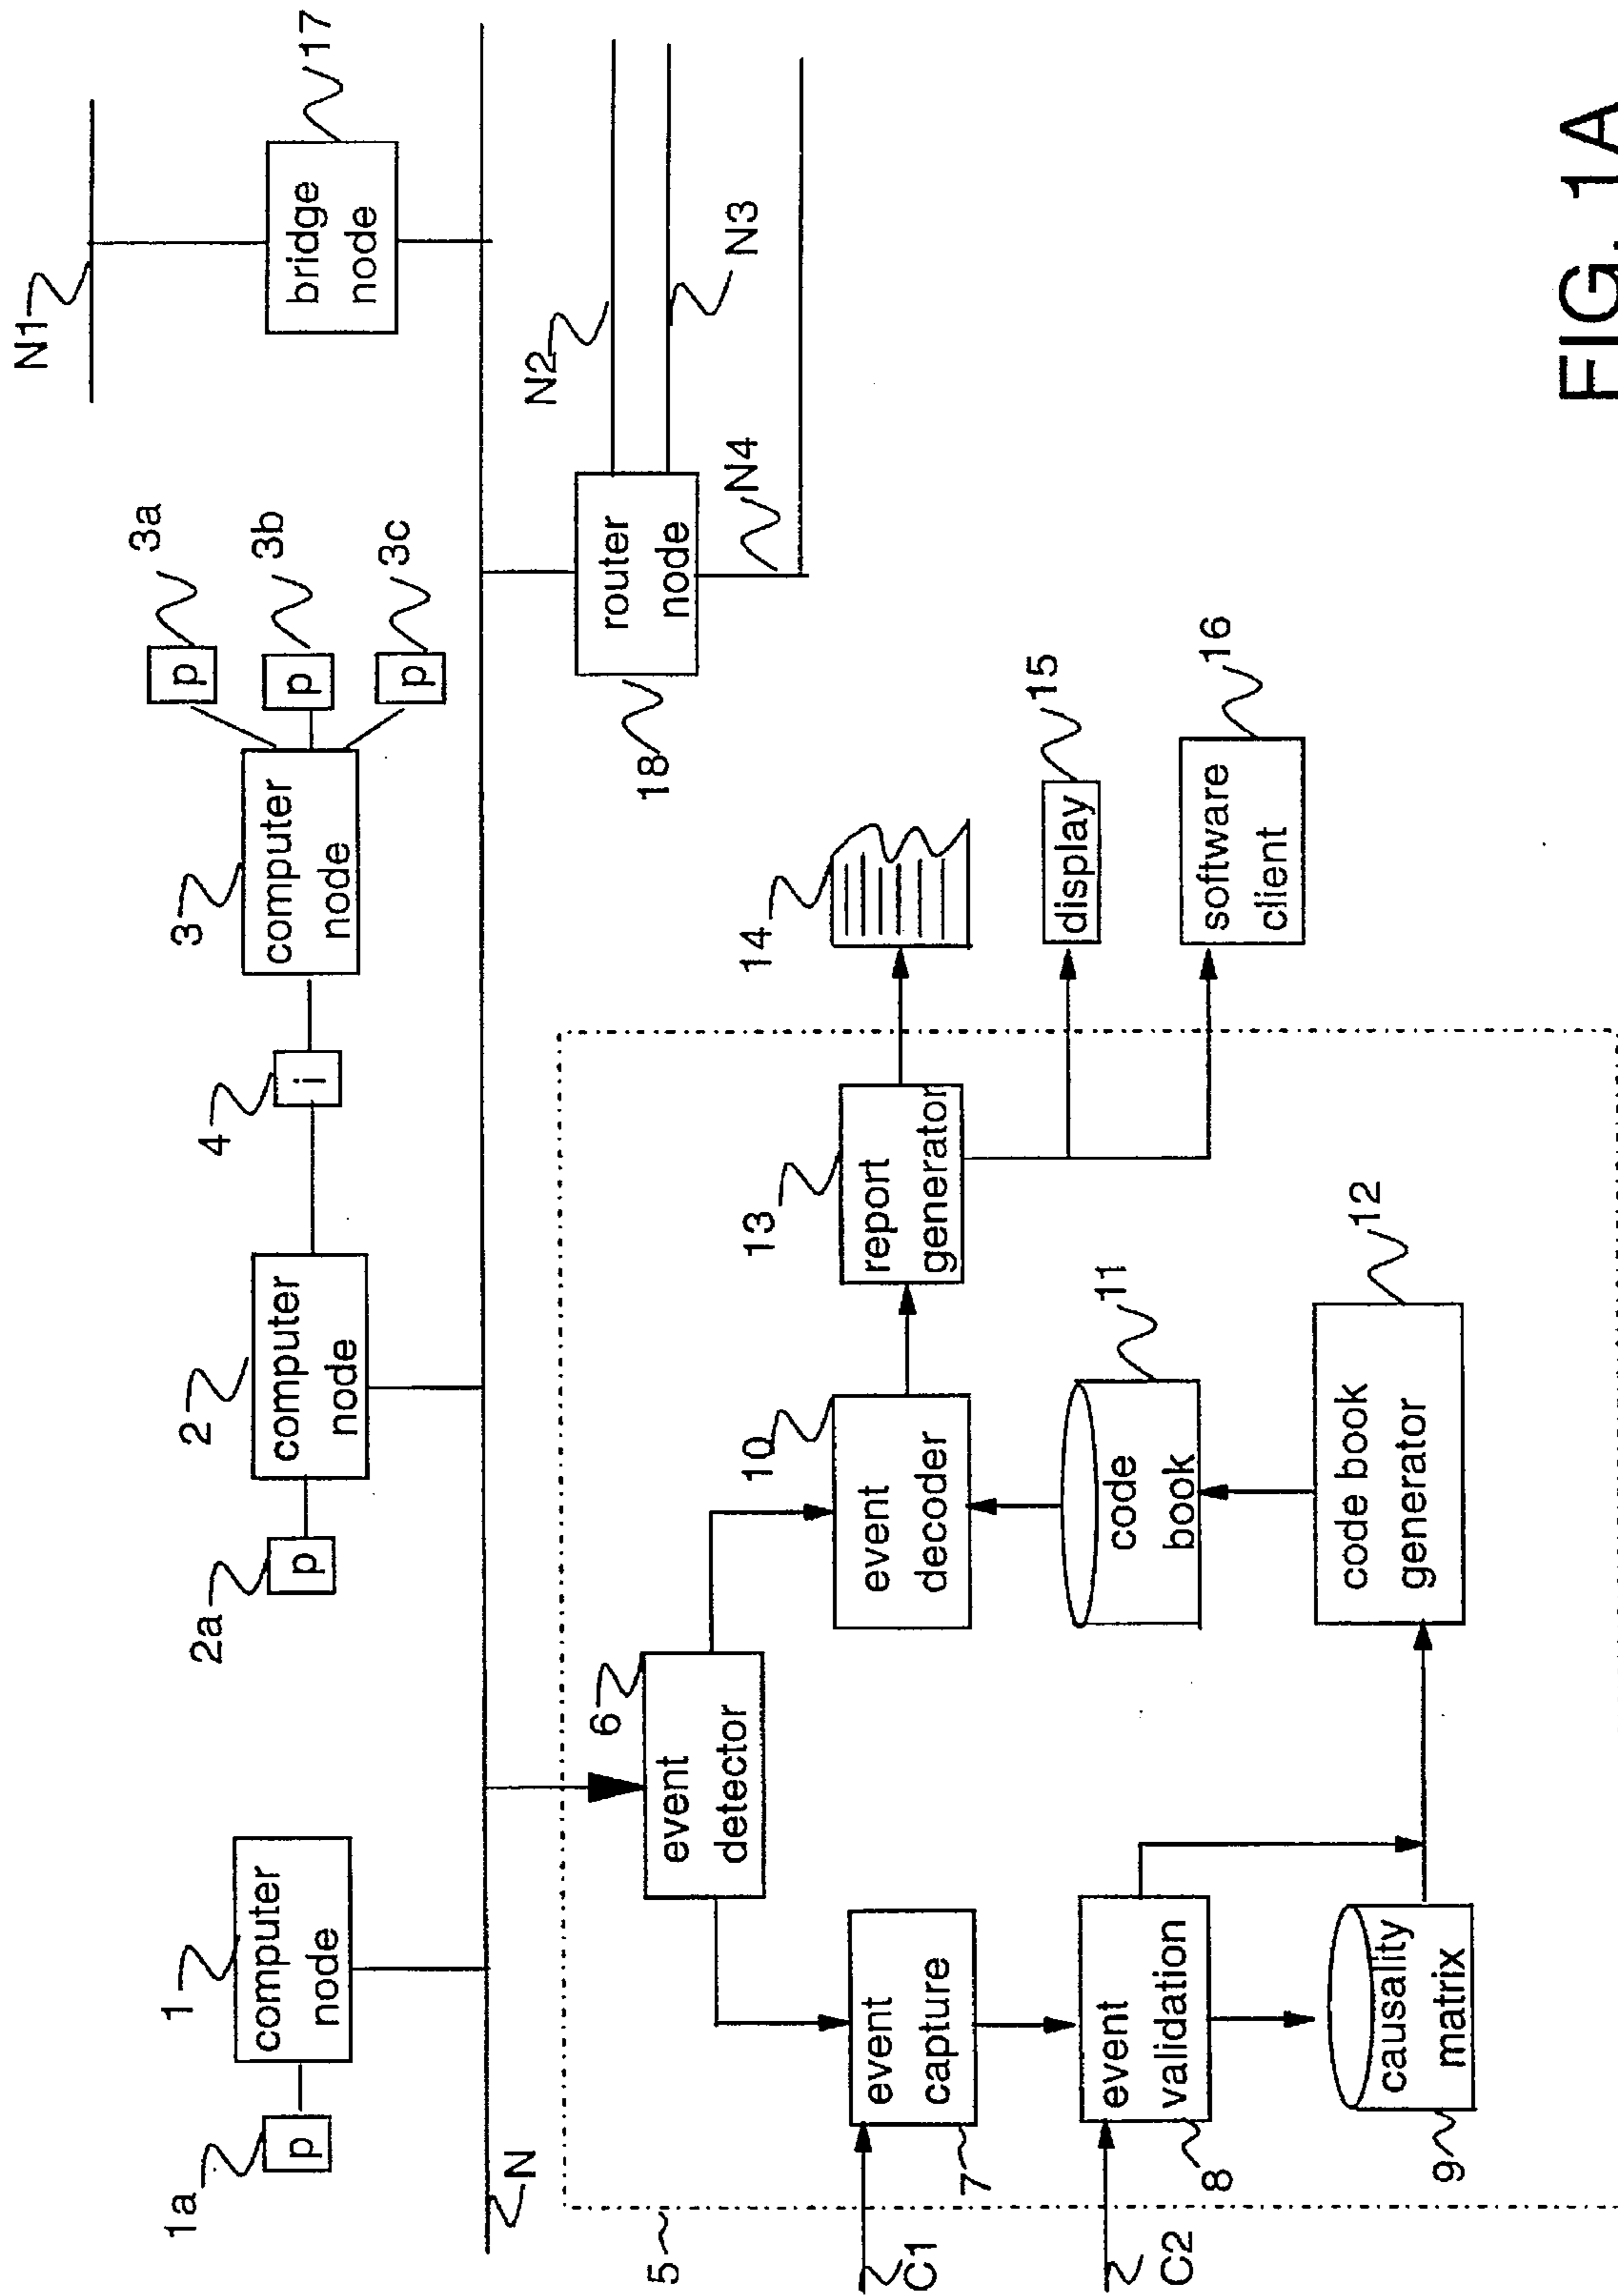 N1
17
bridge
node
3a
3b
3c
p
p
p
3
computer
node
4
i
2
computer
node
2a
p
1
computer
node
1a
p
N
N2
N3
N4
router
node
18
5
6
event
detector
C1
event
capture
7
C2
event
validation
8
causality
matrix
9
10
event
decoder
11
code
book
12
code book
generator
13
report
generator
14
15
display
16
software
client
FIG. 1A